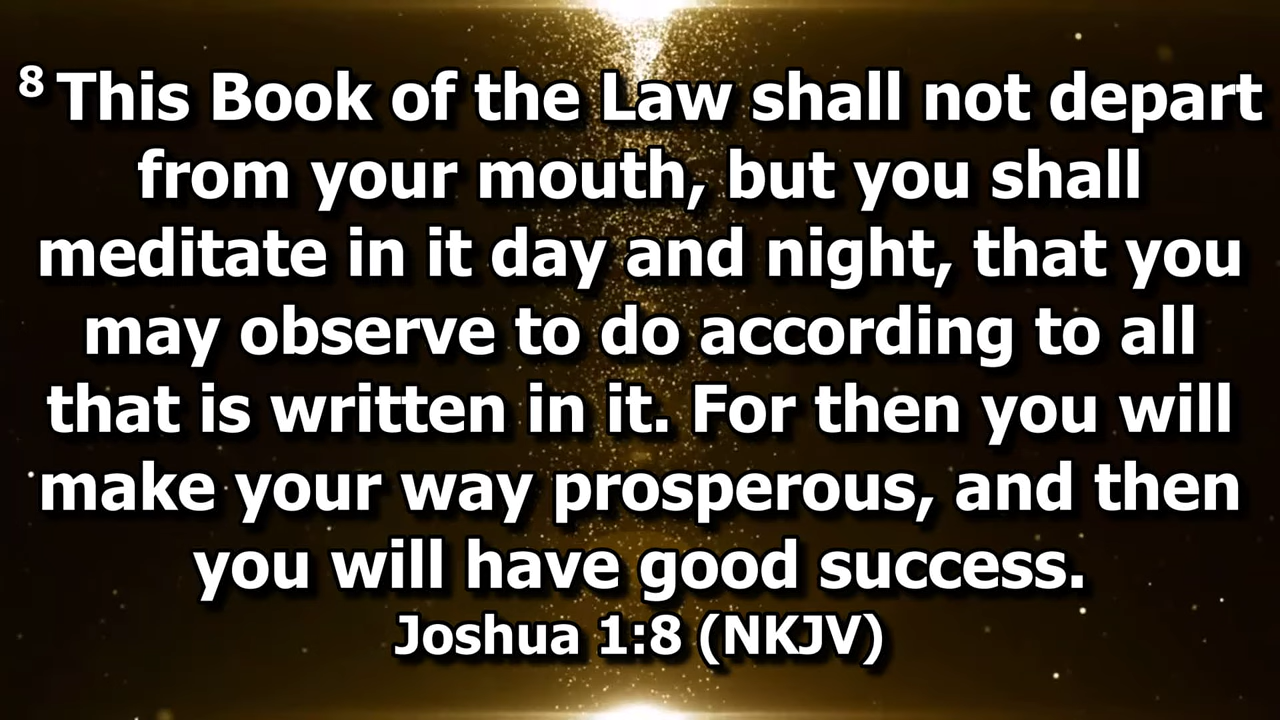 8 This Book of the Law shall not depart
from your mouth, but you shall
meditate in it day and night, that you
may observe to do according to all
that is written in it. For then you will
make your way prosperous, and then
you will have good success.
Joshua 1:8 (NKJV)